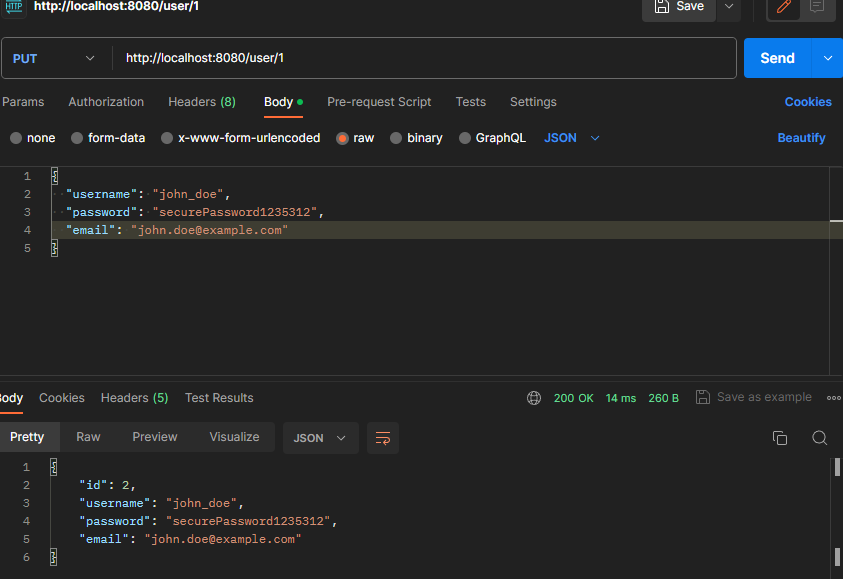 HTTP http://localhost:8080/user/1 Save
PUT http://localhost:8080/user/1 Send
Params Authorization Headers (8) Body Pre-request Script Tests Settings Cookies
none form-data x-www-form-urlencoded raw binary GraphQL JSON Beautify
1 {
2 "username": "john_doe",
3 "password": "securePassword1235312",
4 "email": "john.doe@example.com"
5 }
Body Cookies Headers (5) Test Results 200 OK 14 ms 260 B Save as example
Pretty Raw Preview Visualize JSON
1 {
2 "id": 2,
3 "username": "john_doe",
4 "password": "securePassword1235312",
5 "email": "john.doe@example.com"
6 }